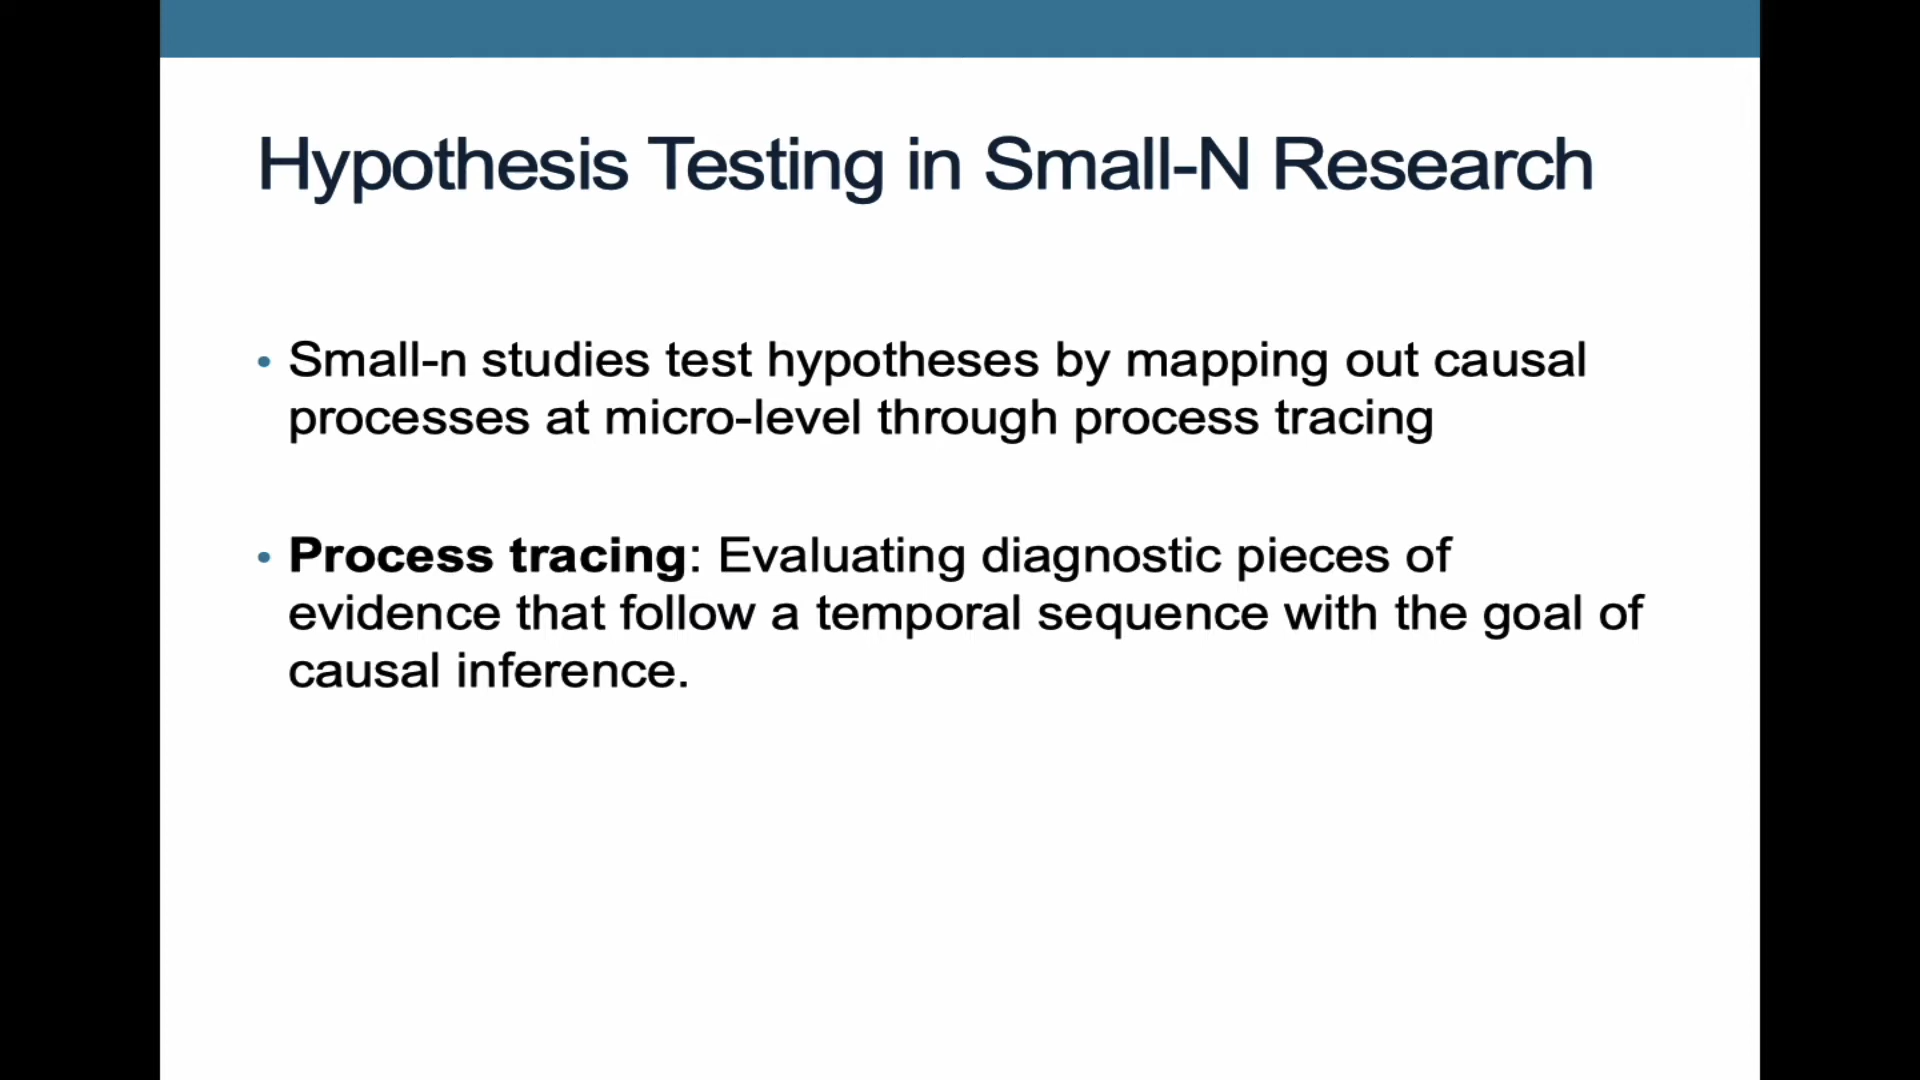 Hypothesis Testing in Small-N Research
• Small-n studies test hypotheses by mapping out causal
processes at micro-level through process tracing
• Process tracing: Evaluating diagnostic pieces of
evidence that follow a temporal sequence with the goal of
causal inference.